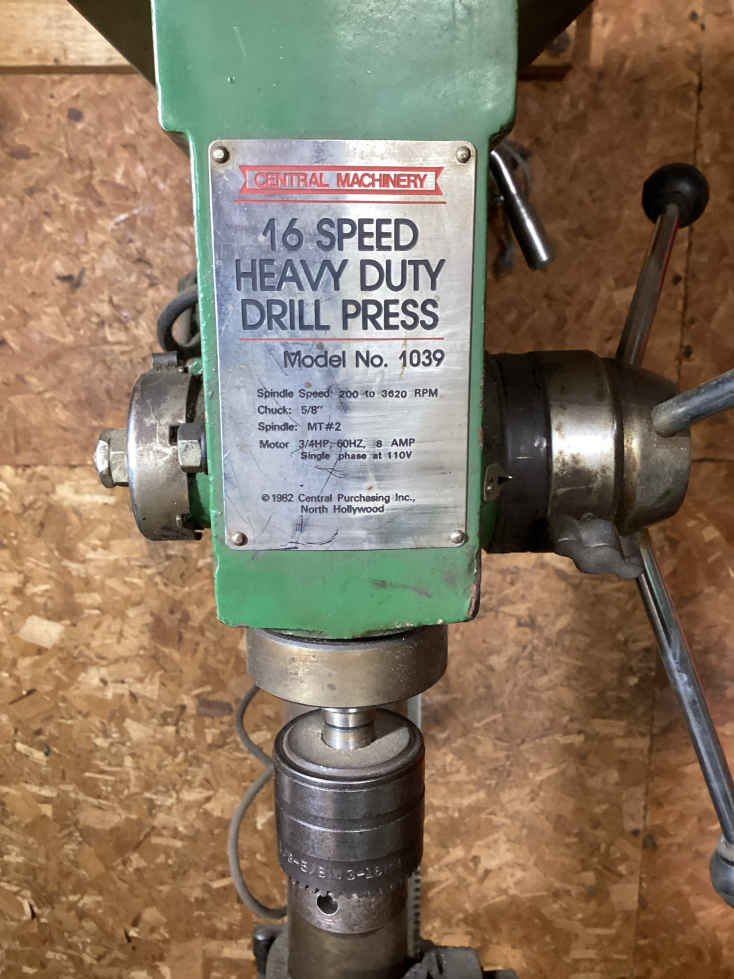 CENTRAL MACHINERY
16 SPEED
HEAVY DUTY
DRILL PRESS
Model No. 1039
Spindle Speed: 200 to 3620 RPM
Chuck: 5/8"
Spindle: MT#2
Motor 3/4HP, 60HZ, 8 AMP
Single phase at 110V
©1982 Central Purchasing Inc.,
North Hollywood